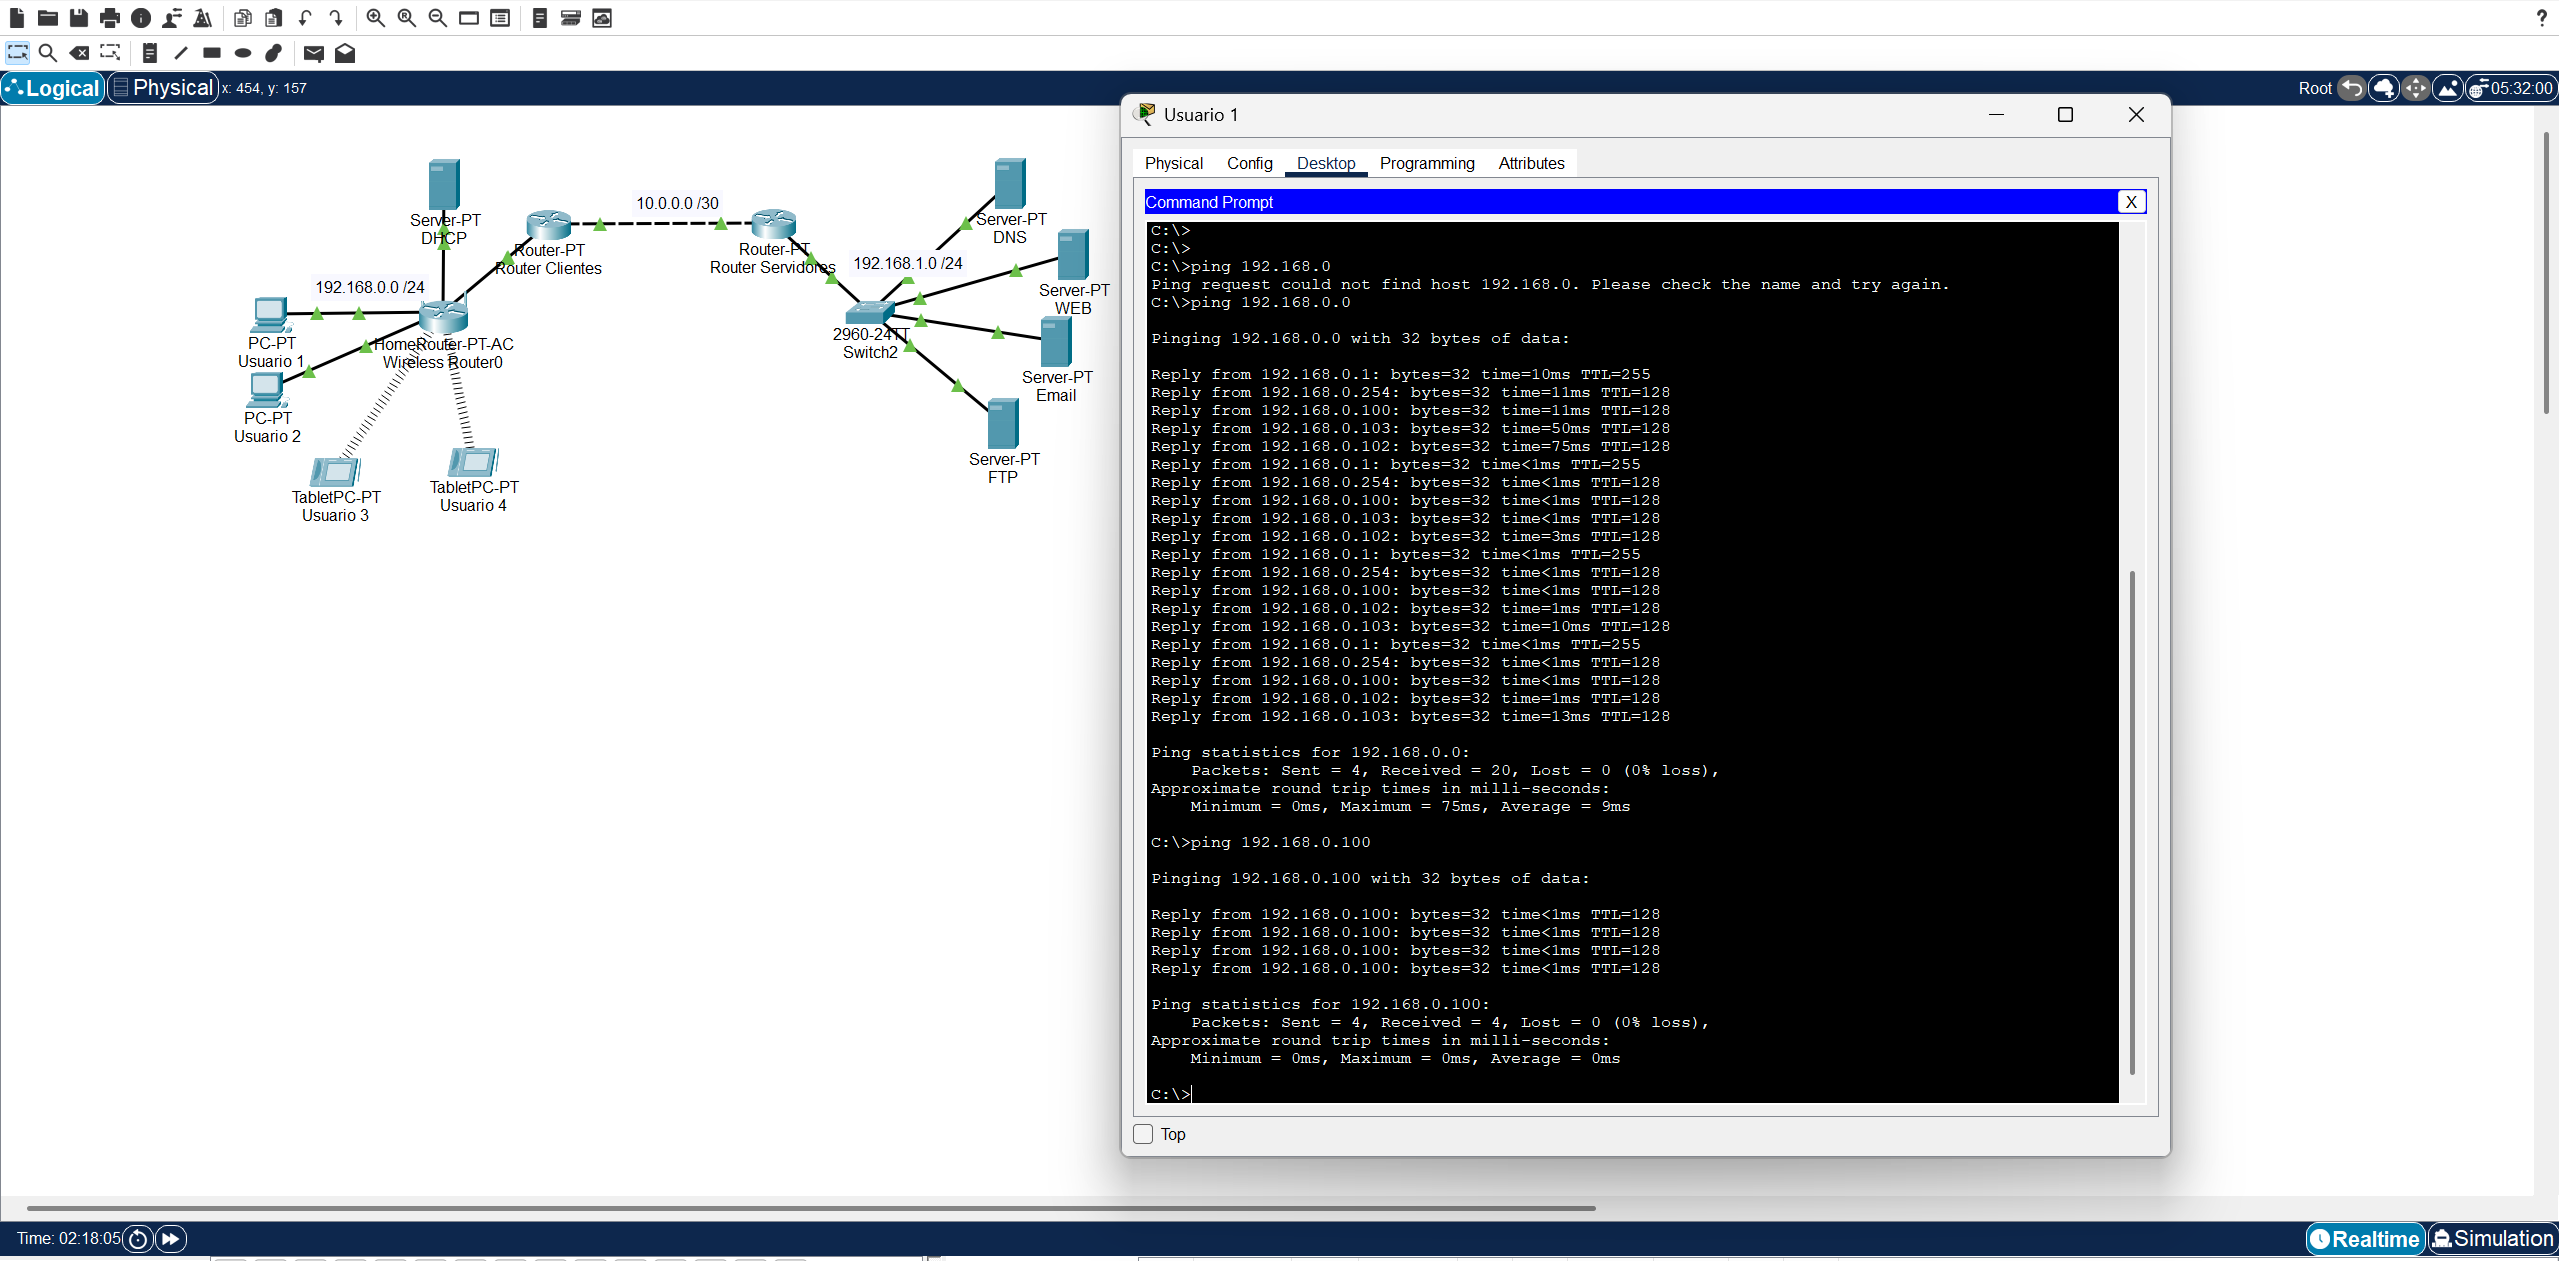 ?
Logical
Physical
x: 454, y: 157
Root
05:32:00
Server-PT
DHCP
192.168.0.0 /24
PC-PT
Usuario 1
PC-PT
Usuario 2
HomeRouter-PT-AC
Wireless Router0
TabletPC-PT
Usuario 3
TabletPC-PT
Usuario 4
Router-PT
Router Clientes
10.0.0.0 /30
Router-PT
Router Servidores
192.168.1.0 /24
2960-24TT
Switch2
Server-PT
DNS
Server-PT
WEB
Server-PT
Email
Server-PT
FTP
Usuario 1
Physical Config Desktop Programming Attributes
Command Prompt
X
C:\>
C:\>
C:\>ping 192.168.0
Ping request could not find host 192.168.0. Please check the name and try again.
C:\>ping 192.168.0.0
Pinging 192.168.0.0 with 32 bytes of data:
Reply from 192.168.0.1: bytes=32 time=10ms TTL=255
Reply from 192.168.0.254: bytes=32 time=11ms TTL=128
Reply from 192.168.0.100: bytes=32 time=11ms TTL=128
Reply from 192.168.0.103: bytes=32 time=50ms TTL=128
Reply from 192.168.0.102: bytes=32 time=75ms TTL=128
Reply from 192.168.0.1: bytes=32 time<1ms TTL=255
Reply from 192.168.0.254: bytes=32 time<1ms TTL=128
Reply from 192.168.0.100: bytes=32 time<1ms TTL=128
Reply from 192.168.0.103: bytes=32 time<1ms TTL=128
Reply from 192.168.0.102: bytes=32 time=3ms TTL=128
Reply from 192.168.0.1: bytes=32 time<1ms TTL=255
Reply from 192.168.0.254: bytes=32 time<1ms TTL=128
Reply from 192.168.0.100: bytes=32 time<1ms TTL=128
Reply from 192.168.0.102: bytes=32 time=1ms TTL=128
Reply from 192.168.0.103: bytes=32 time=10ms TTL=128
Reply from 192.168.0.1: bytes=32 time<1ms TTL=255
Reply from 192.168.0.254: bytes=32 time<1ms TTL=128
Reply from 192.168.0.100: bytes=32 time<1ms TTL=128
Reply from 192.168.0.102: bytes=32 time=1ms TTL=128
Reply from 192.168.0.103: bytes=32 time=13ms TTL=128
Ping statistics for 192.168.0.0:
Packets: Sent = 4, Received = 20, Lost = 0 (0% loss),
Approximate round trip times in milli-seconds:
Minimum = 0ms, Maximum = 75ms, Average = 9ms
C:\>ping 192.168.0.100
Pinging 192.168.0.100 with 32 bytes of data:
Reply from 192.168.0.100: bytes=32 time<1ms TTL=128
Reply from 192.168.0.100: bytes=32 time<1ms TTL=128
Reply from 192.168.0.100: bytes=32 time<1ms TTL=128
Reply from 192.168.0.100: bytes=32 time<1ms TTL=128
Ping statistics for 192.168.0.100:
Packets: Sent = 4, Received = 4, Lost = 0 (0% loss),
Approximate round trip times in milli-seconds:
Minimum = 0ms, Maximum = 0ms, Average = 0ms
C:\>
Top
Time: 02:18:05
Realtime
Simulation